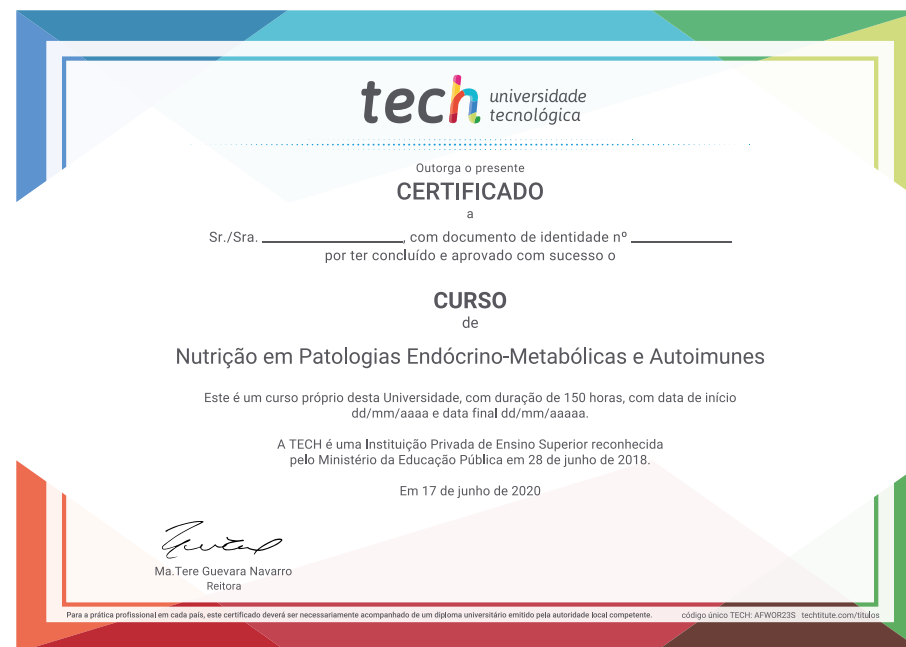 tech universidade
tecnológica
Outorga o presente
CERTIFICADO
a
Sr./Sra. ____________________, com documento de identidade nº ______________
por ter concluído e aprovado com sucesso o
CURSO
de
Nutrição em Patologias Endócrino-Metabólicas e Autoimunes
Este é um curso próprio desta Universidade, com duração de 150 horas, com data de início
dd/mm/aaaa e data final dd/mm/aaaaa.
A TECH é uma Instituição Privada de Ensino Superior reconhecida
pelo Ministério da Educação Pública em 28 de junho de 2018.
Em 17 de junho de 2020
Ma.Tere Guevara Navarro
Reitora
Para a prática profissional em cada país, este certificado deverá ser necessariamente acompanhado de um diploma universitário emitido pela autoridade local competente.
código único TECH: AFWOR23S techtitute.com/titulos